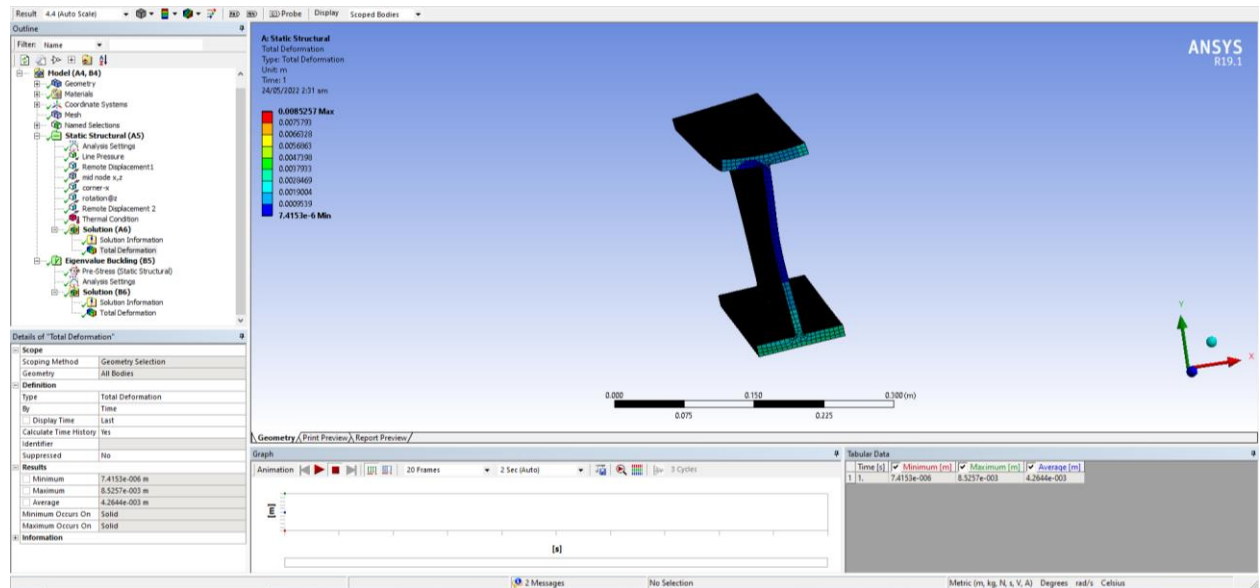 Result 4.4 (Auto Scale) Probe Display Scoped Bodies
Outline
Filter: Name
Model (A4, B4)
Geometry
Materials
Coordinate Systems
Mesh
Named Selections
Static Structural (A5)
Analysis Settings
Line Pressure
Remote Displacement1
mid node x,z
corner-x
rotation@z
Remote Displacement 2
Thermal Condition
Solution (A6)
Solution Information
Total Deformation
Eigenvalue Buckling (B5)
Pre-Stress (Static Structural)
Analysis Settings
Solution (B6)
Solution Information
Total Deformation
Details of "Total Deformation"
Scope
Scoping Method Geometry Selection
Geometry All Bodies
Definition
Type Total Deformation
By Time
Display Time Last
Calculate Time History Yes
Identifier
Suppressed No
Results
Minimum 7.4153e-006 m
Maximum 8.5257e-003 m
Average 4.2644e-003 m
Minimum Occurs On Solid
Maximum Occurs On Solid
Information
A: Static Structural
Total Deformation
Type: Total Deformation
Unit: m
Time: 1
24/05/2022 2:31 am
0.0085257 Max
0.0075793
0.0066328
0.0056863
0.0047398
0.0037933
0.0028469
0.0019004
0.0009539
7.4153e-6 Min
ANSYS
R19.1
Y
X
0.000 0.150 0.300 (m)
0.075 0.225
Geometry Print Preview Report Preview
Graph
Animation 20 Frames 2 Sec (Auto) 3 Cycles
[m]
[s]
Tabular Data
Time [s] Minimum [m] Maximum [m] Average [m]
1 1. 7.4153e-006 8.5257e-003 4.2644e-003
2 Messages No Selection Metric (m, kg, N, s, V, A) Degrees rad/s Celsius